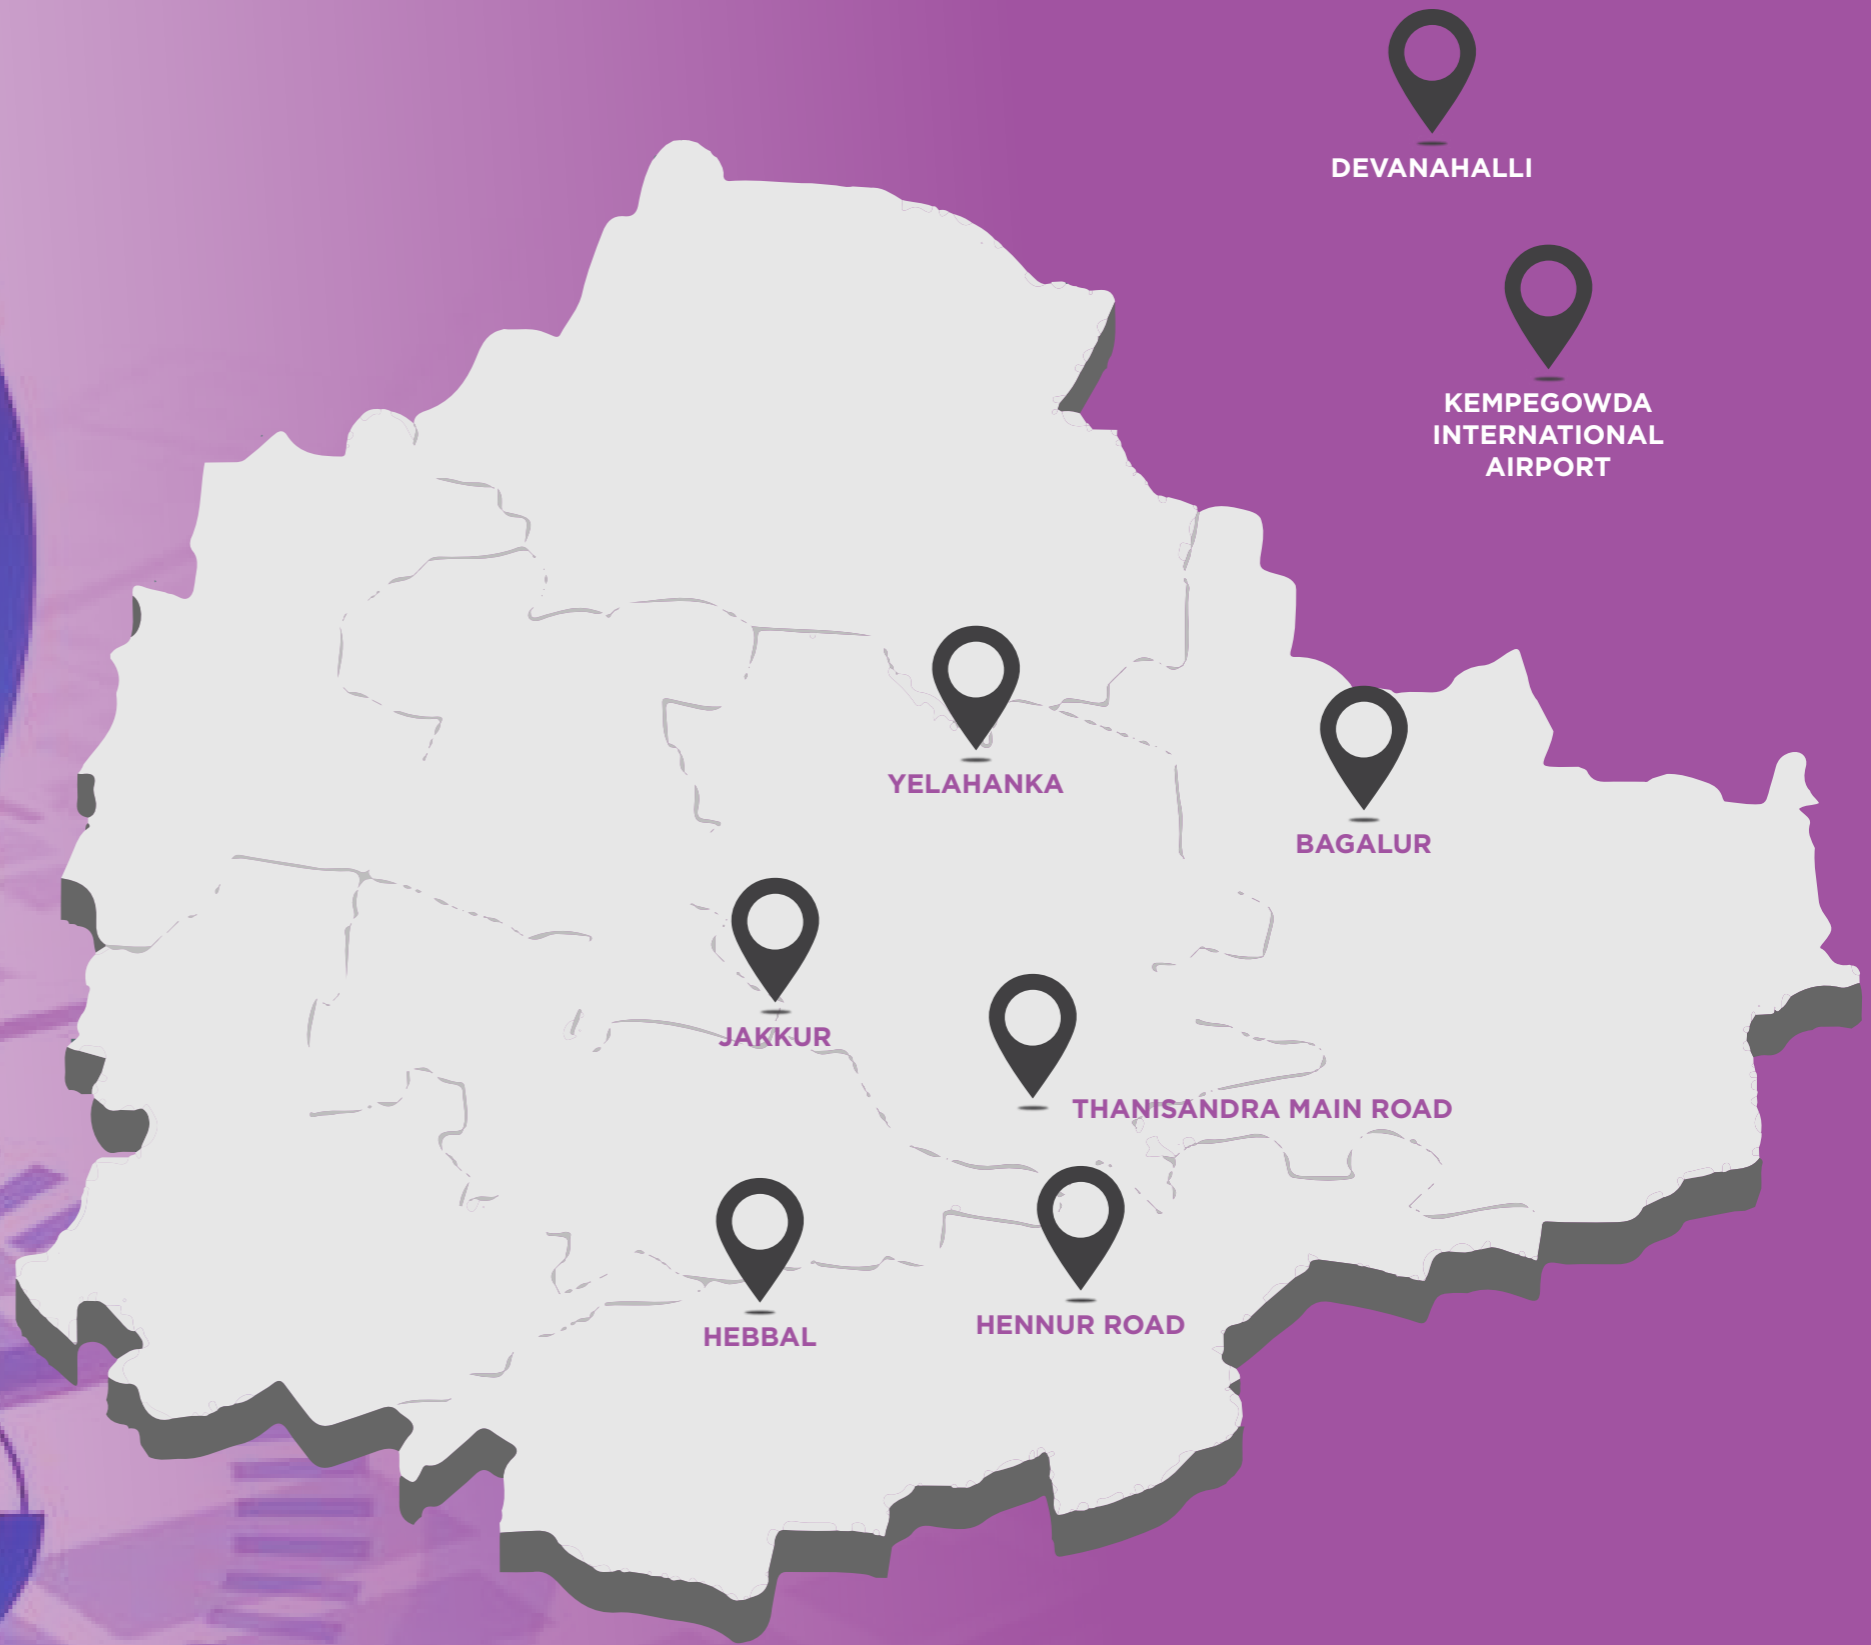 DEVANAHALLI
KEMPEGOWDA
INTERNATIONAL
AIRPORT
YELAHANKA
BAGALUR
JAKKUR
THANISANDRA MAIN ROAD
HENNUR ROAD
HEBBAL